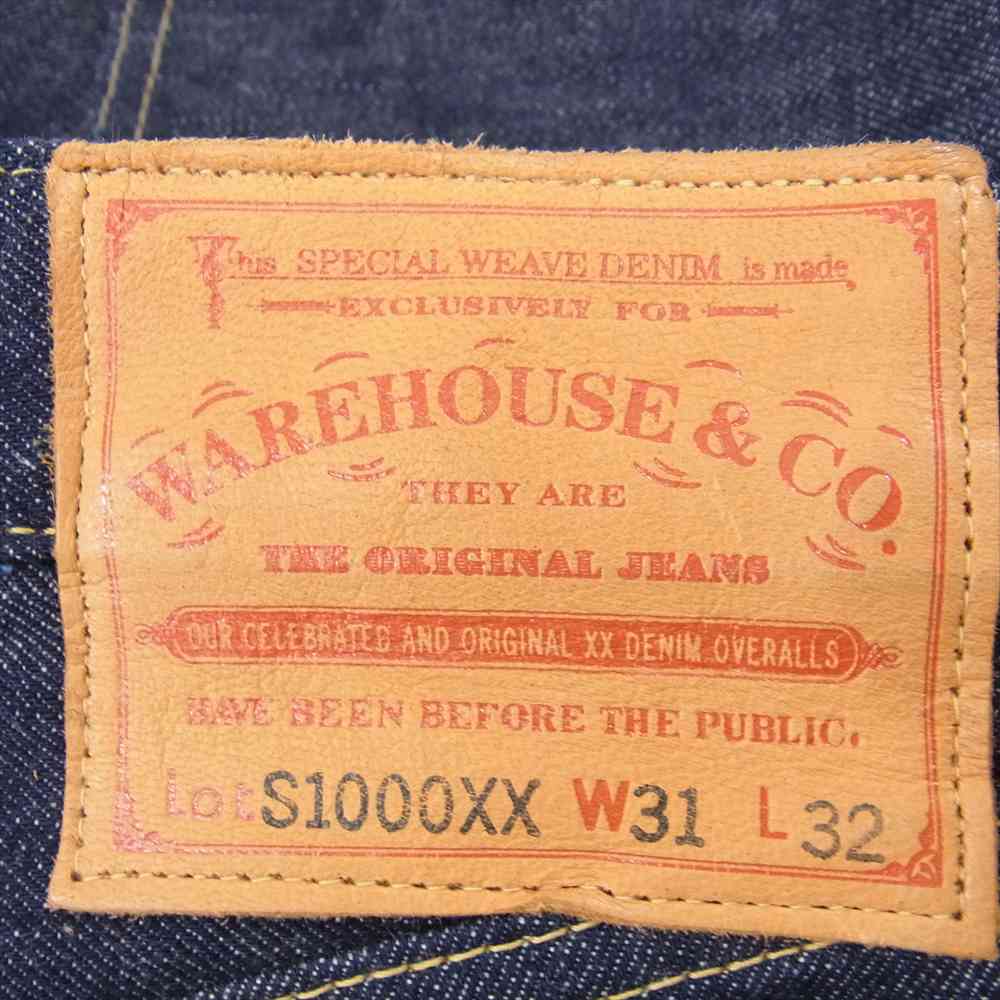 This SPECIAL WEAVE DENIM is made
EXCLUSIVELY FOR
WAREHOUSE & CO.
THEY ARE
THE ORIGINAL JEANS
OUR CELEBRATED AND ORIGINAL XX DENIM OVERALLS
HAVE BEEN BEFORE THE PUBLIC.
Lot S1000XX W31 L 32